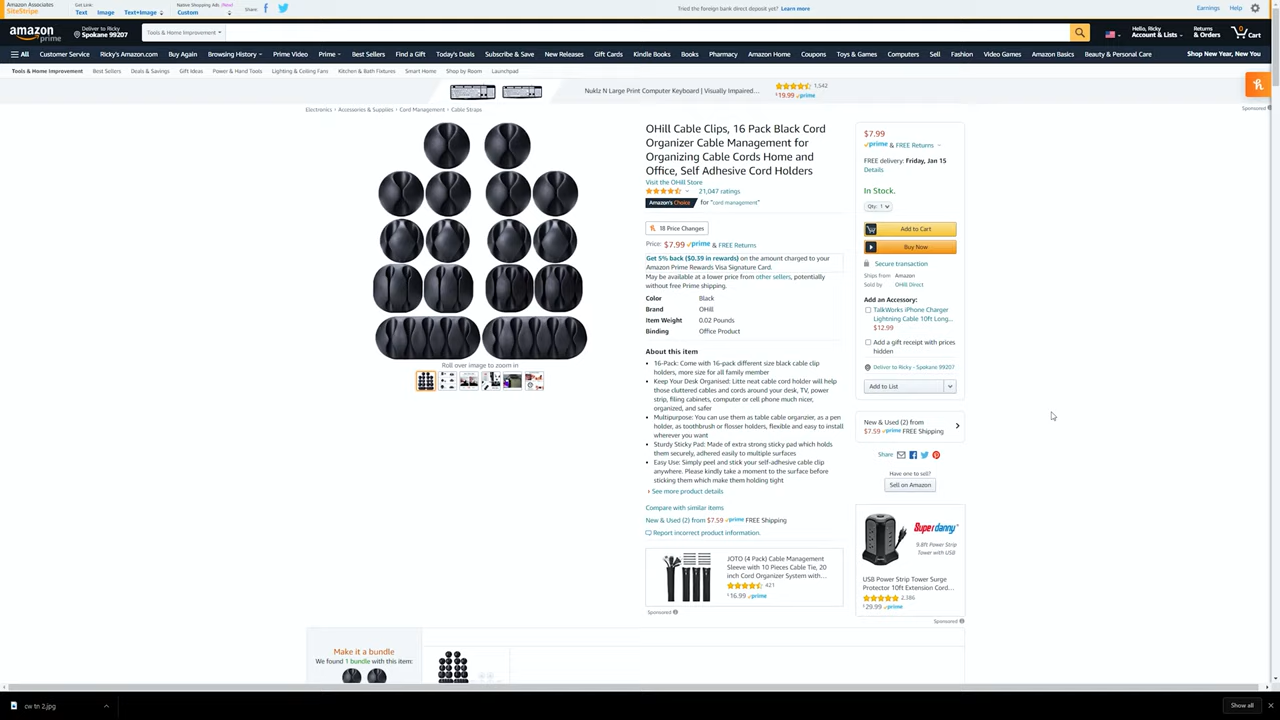 Amazon Associates
SiteStripe
Get Link:
Text
Image
Text+Image
Native Shopping Ads (New!)
Custom
Share:
Tried the foreign bank direct deposit yet? Learn more
Earnings
Help
amazon
prime
Deliver to Ricky
Spokane 99207
Tools & Home Improvement
Hello, Ricky
Account & Lists
Returns
& Orders
0
Cart
All
Customer Service
Ricky's Amazon.com
Buy Again
Browsing History
Prime Video
Prime
Best Sellers
Find a Gift
Today's Deals
Subscribe & Save
New Releases
Gift Cards
Kindle Books
Books
Pharmacy
Amazon Home
Coupons
Toys & Games
Computers
Sell
Fashion
Video Games
Amazon Basics
Beauty & Personal Care
Shop New Year, New You
Tools & Home Improvement
Best Sellers
Deals & Savings
Gift Ideas
Power & Hand Tools
Lighting & Ceiling Fans
Kitchen & Bath Fixtures
Smart Home
Shop by Room
Launchpad
Nuklz N Large Print Computer Keyboard | Visually Impaired...
1,542
$19.99 prime
Sponsored
Electronics › Accessories & Supplies › Cord Management › Cable Straps
OHill Cable Clips, 16 Pack Black Cord
Organizer Cable Management for
Organizing Cable Cords Home and
Office, Self Adhesive Cord Holders
Visit the OHill Store
21,047 ratings
Amazon's Choice for "cord management"
18 Price Changes
Price: $7.99 prime & FREE Returns
Get 5% back ($0.39 in rewards) on the amount charged to your
Amazon Prime Rewards Visa Signature Card.
May be available at a lower price from other sellers, potentially
without free Prime shipping.
Color Black
Brand OHill
Item Weight 0.02 Pounds
Binding Office Product
About this item
• 16-Pack: Come with 16-pack different size black cable clip
holders, more size for all family member
• Keep Your Desk Organised: Litte neat cable cord holder will help
those cluttered cables and cords around your desk, TV, power
strip, filing cabinets, computer or cell phone much nicer,
organized, and safer
• Multipurpose: You can use them as table cable organzier, as a pen
holder, as toothbrush or flosser holders, flexible and easy to install
wherever you want
• Sturdy Sticky Pad: Made of extra strong sticky pad which holds
them securely, adhered easily to multiple surfaces
• Easy Use: Simply peel and stick your self-adhesive cable clip
anywhere. Please kindly take a moment to the surface before
sticking them which make them holding tight
› See more product details
Compare with similar items
New & Used (2) from $7.59 prime FREE Shipping
Report incorrect product information.
JOTO (4 Pack) Cable Management
Sleeve with 10 Pieces Cable Tie, 20
inch Cord Organizer System with...
421
$16.99 prime
Sponsored
Roll over image to zoom in
$7.99
prime & FREE Returns
FREE delivery: Friday, Jan 15
Details
In Stock.
Qty: 1
Add to Cart
Buy Now
Secure transaction
Ships from Amazon
Sold by OHill Direct
Add an Accessory:
TalkWorks iPhone Charger
Lightning Cable 10ft Long...
$12.99
Add a gift receipt with prices
hidden
Deliver to Ricky - Spokane 99207
Add to List
New & Used (2) from
$7.59 prime FREE Shipping
Share
Have one to sell?
Sell on Amazon
Superdanny
9.8ft Power Strip
Tower with USB
USB Power Strip Tower Surge
Protector 10ft Extension Cord...
2,386
$29.99 prime
Sponsored
Make it a bundle
We found 1 bundle with this item:
cw tn 2.jpg
Show all